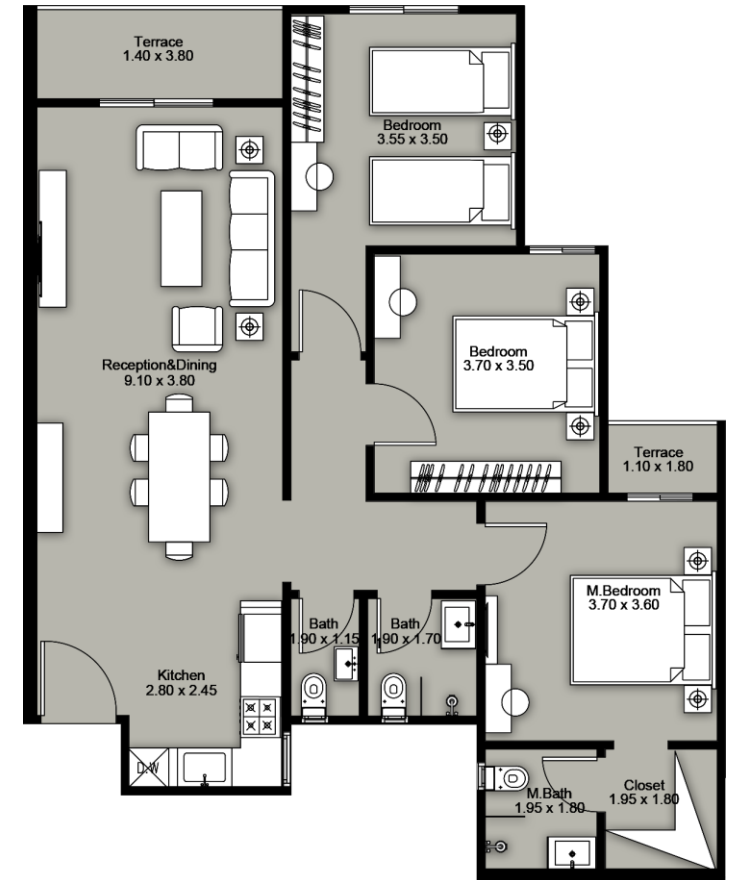 Terrace
1.40 x 3.80
Bedroom
3.55 x 3.50
Reception&Dining
9.10 x 3.80
Bedroom
3.70 x 3.50
Terrace
1.10 x 1.80
M.Bedroom
3.70 x 3.60
Bath
1.90 x 1.15
Bath
1.90 x 1.70
Kitchen
2.80 x 2.45
D.W
M.Bath
1.95 x 1.80
Closet
1.95 x 1.80